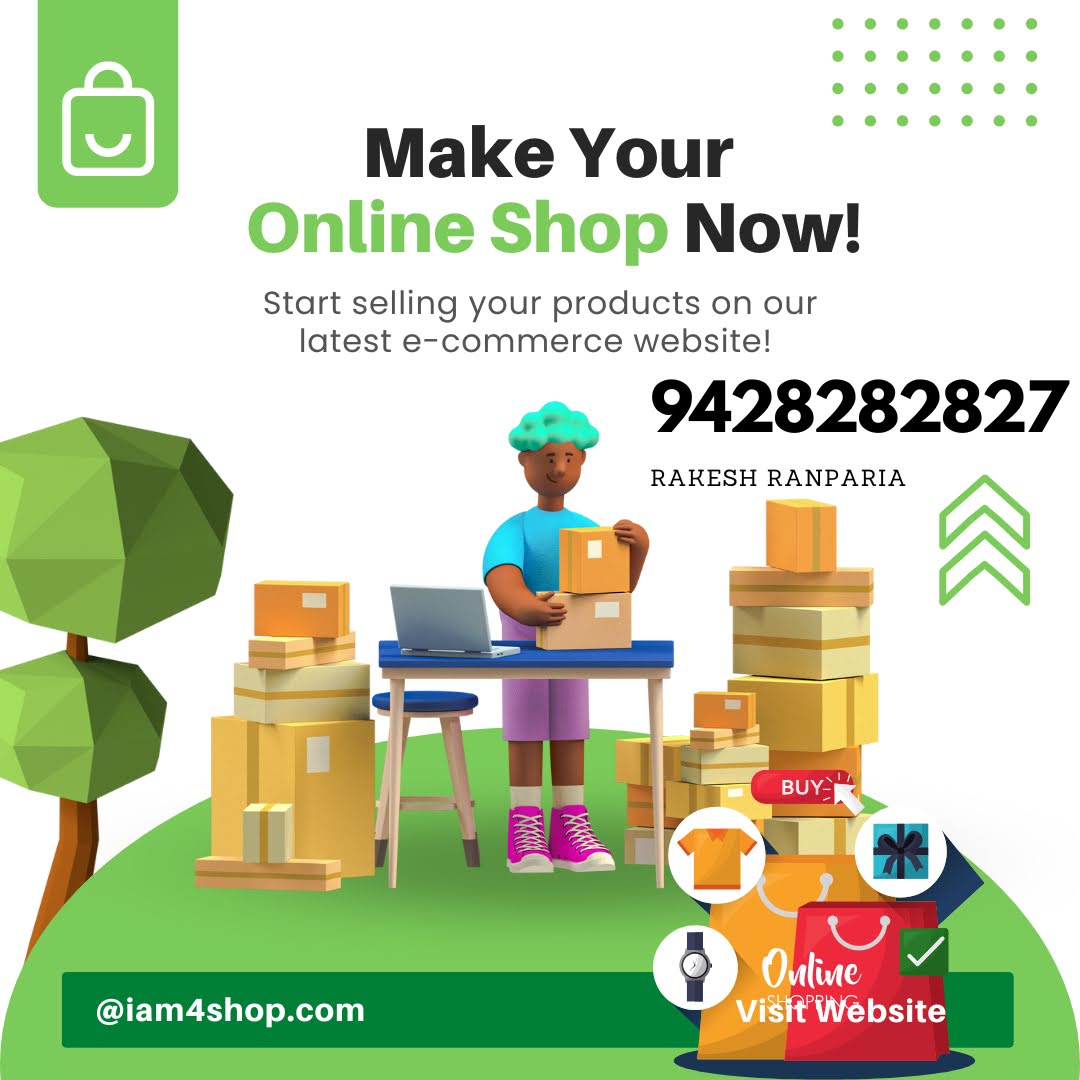 Make Your
Online Shop Now!
Start selling your products on our
latest e-commerce website!
9428282827
RAKESH RANPARIA
BUY
Online
SHOPPING
@iam4shop.com
Visit Website